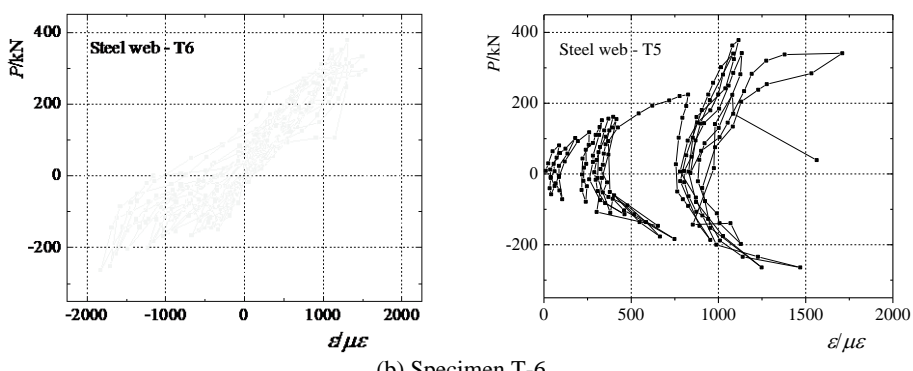 400
Steel web - T6
P/kN
200
0
-200
-2000 -1000 0 1000 2000
ε/με
400
Steel web - T5
P/kN
200
0
-200
0 500 1000 1500 2000
ε/με
(b) Specimen T-6